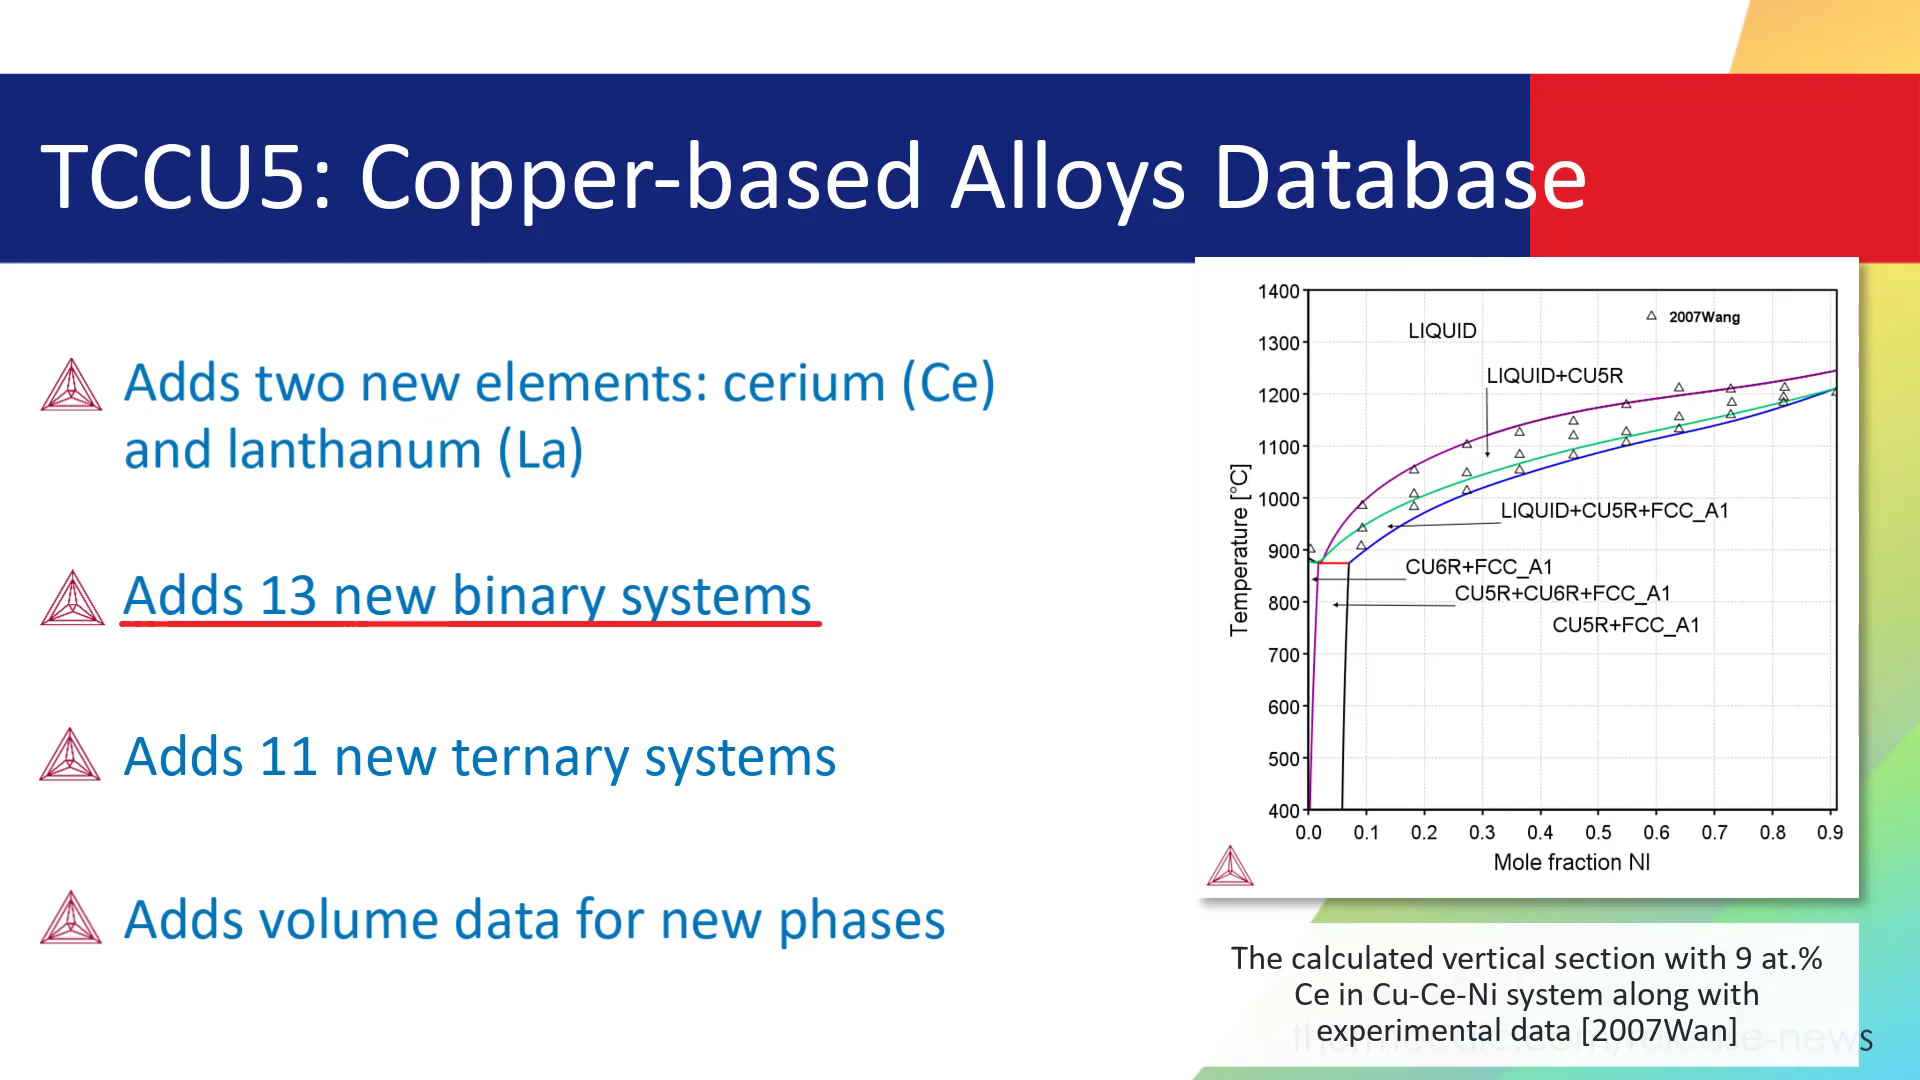 TCCU5: Copper-based Alloys Database
Adds two new elements: cerium (Ce)
and lanthanum (La)
Adds 13 new binary systems
Adds 11 new ternary systems
Adds volume data for new phases
1400
1300
1200
1100
1000
900
800
700
600
500
400
Temperature [°C]
2007Wang
LIQUID
LIQUID+CU5R
LIQUID+CU5R+FCC_A1
CU6R+FCC_A1
CU5R+CU6R+FCC_A1
CU5R+FCC_A1
0.0 0.1 0.2 0.3 0.4 0.5 0.6 0.7 0.8 0.9
Mole fraction NI
The calculated vertical section with 9 at.%
Ce in Cu-Ce-Ni system along with
experimental data [2007Wan]